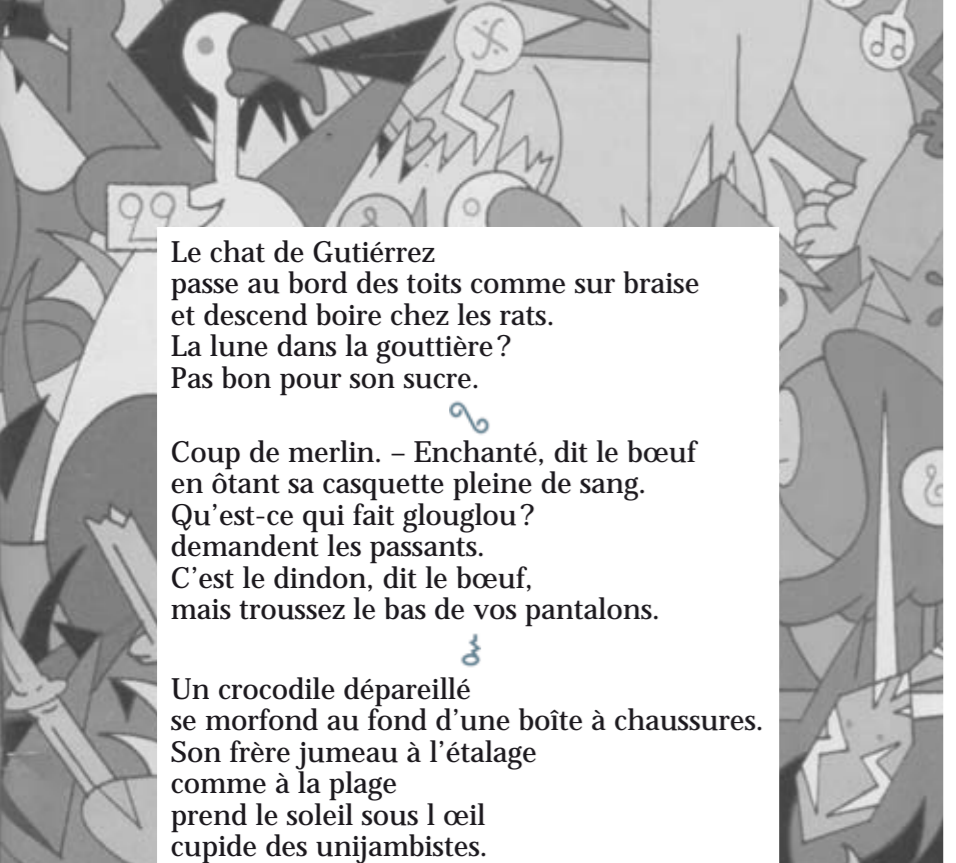 Le chat de Gutiérrez
passe au bord des toits comme sur braise
et descend boire chez les rats.
La lune dans la gouttière ?
Pas bon pour son sucre.
Coup de merlin. – Enchanté, dit le bœuf
en ôtant sa casquette pleine de sang.
Qu'est-ce qui fait glouglou ?
demandent les passants.
C'est le dindon, dit le bœuf,
mais troussez le bas de vos pantalons.
Un crocodile dépareillé
se morfond au fond d'une boîte à chaussures.
Son frère jumeau à l'étalage
comme à la plage
prend le soleil sous l œil
cupide des unijambistes.